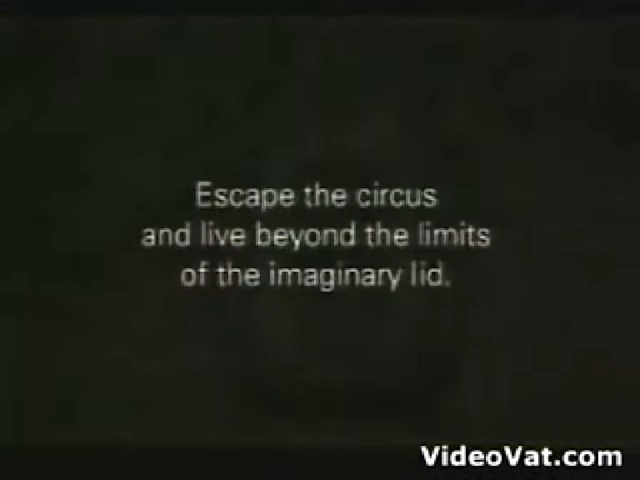 Escape the circus
and live beyond the limits
of the imaginary lid.
VideoVat.com